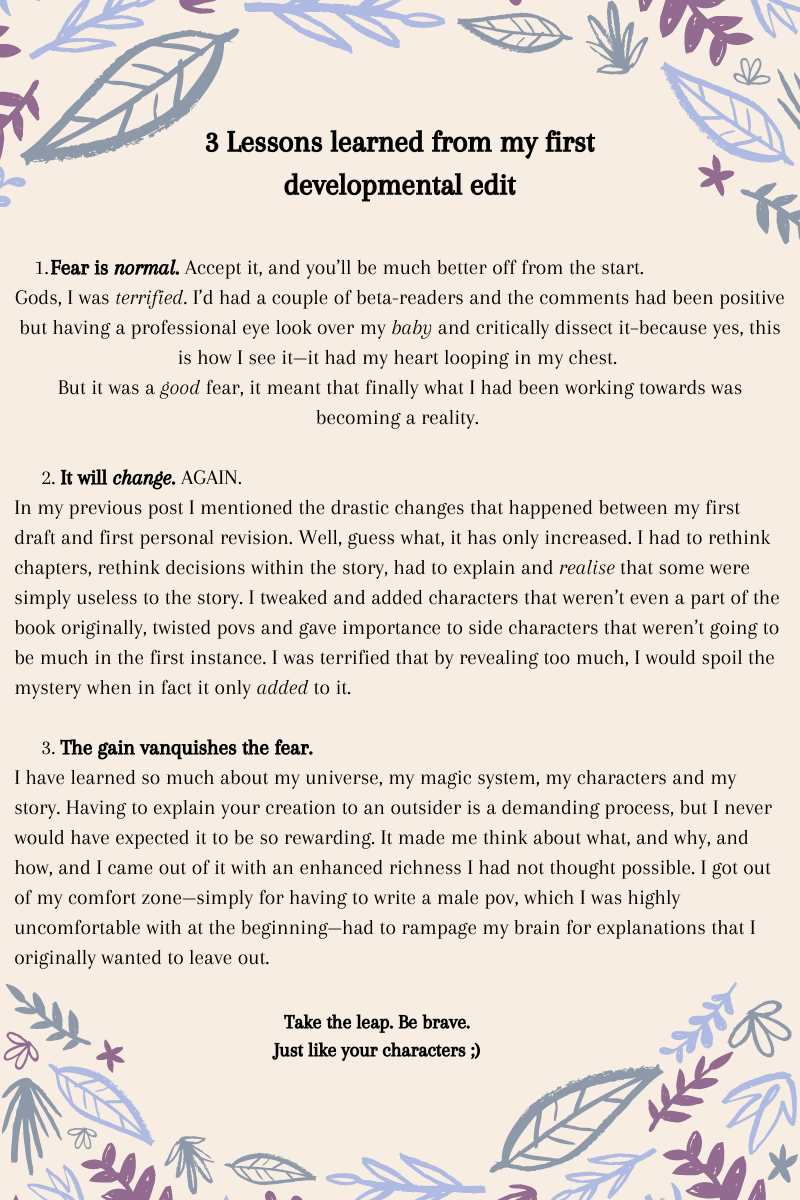 3 Lessons learned from my first
developmental edit
1.Fear is normal. Accept it, and you’ll be much better off from the start.
Gods, I was terrified. I’d had a couple of beta-readers and the comments had been positive
but having a professional eye look over my baby and critically dissect it–because yes, this
is how I see it—it had my heart looping in my chest.
But it was a good fear, it meant that finally what I had been working towards was
becoming a reality.
2. It will change. AGAIN.
In my previous post I mentioned the drastic changes that happened between my first
draft and first personal revision. Well, guess what, it has only increased. I had to rethink
chapters, rethink decisions within the story, had to explain and realise that some were
simply useless to the story. I tweaked and added characters that weren’t even a part of the
book originally, twisted povs and gave importance to side characters that weren’t going to
be much in the first instance. I was terrified that by revealing too much, I would spoil the
mystery when in fact it only added to it.
3. The gain vanquishes the fear.
I have learned so much about my universe, my magic system, my characters and my
story. Having to explain your creation to an outsider is a demanding process, but I never
would have expected it to be so rewarding. It made me think about what, and why, and
how, and I came out of it with an enhanced richness I had not thought possible. I got out
of my comfort zone—simply for having to write a male pov, which I was highly
uncomfortable with at the beginning—had to rampage my brain for explanations that I
originally wanted to leave out.
Take the leap. Be brave.
Just like your characters ;)